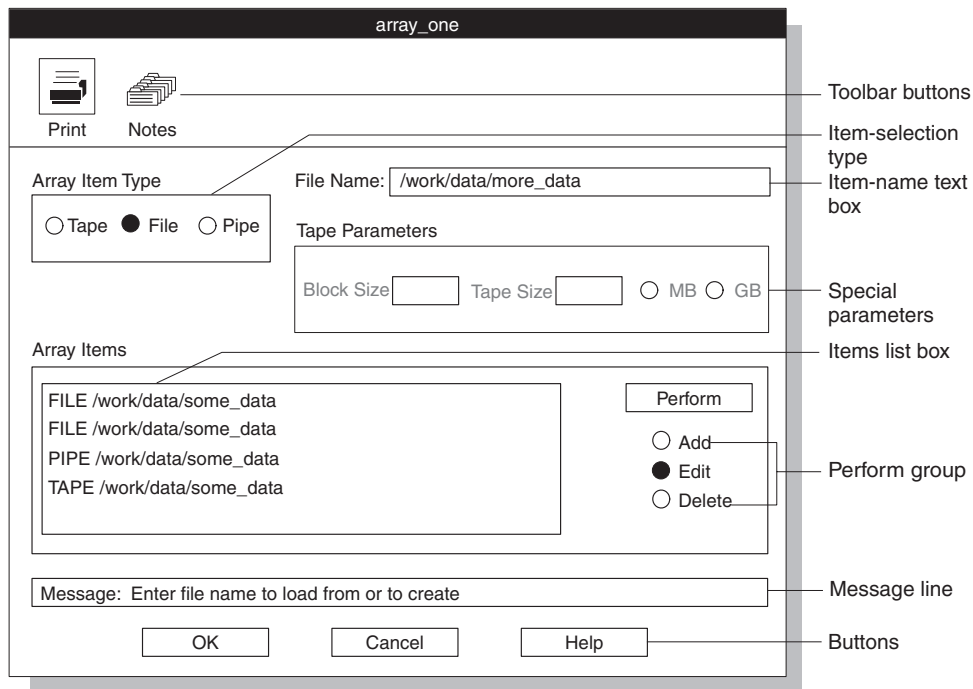 array_one
Print Notes
Toolbar buttons
Item-selection
type
Array Item Type
File Name: /work/data/more_data
Item-name text
box
Tape File Pipe
Tape Parameters
Block Size Tape Size MB GB
Special
parameters
Array Items
Items list box
FILE /work/data/some_data
FILE /work/data/some_data
PIPE /work/data/some_data
TAPE /work/data/some_data
Perform
Add
Edit
Delete
Perform group
Message: Enter file name to load from or to create
Message line
OK Cancel Help
Buttons